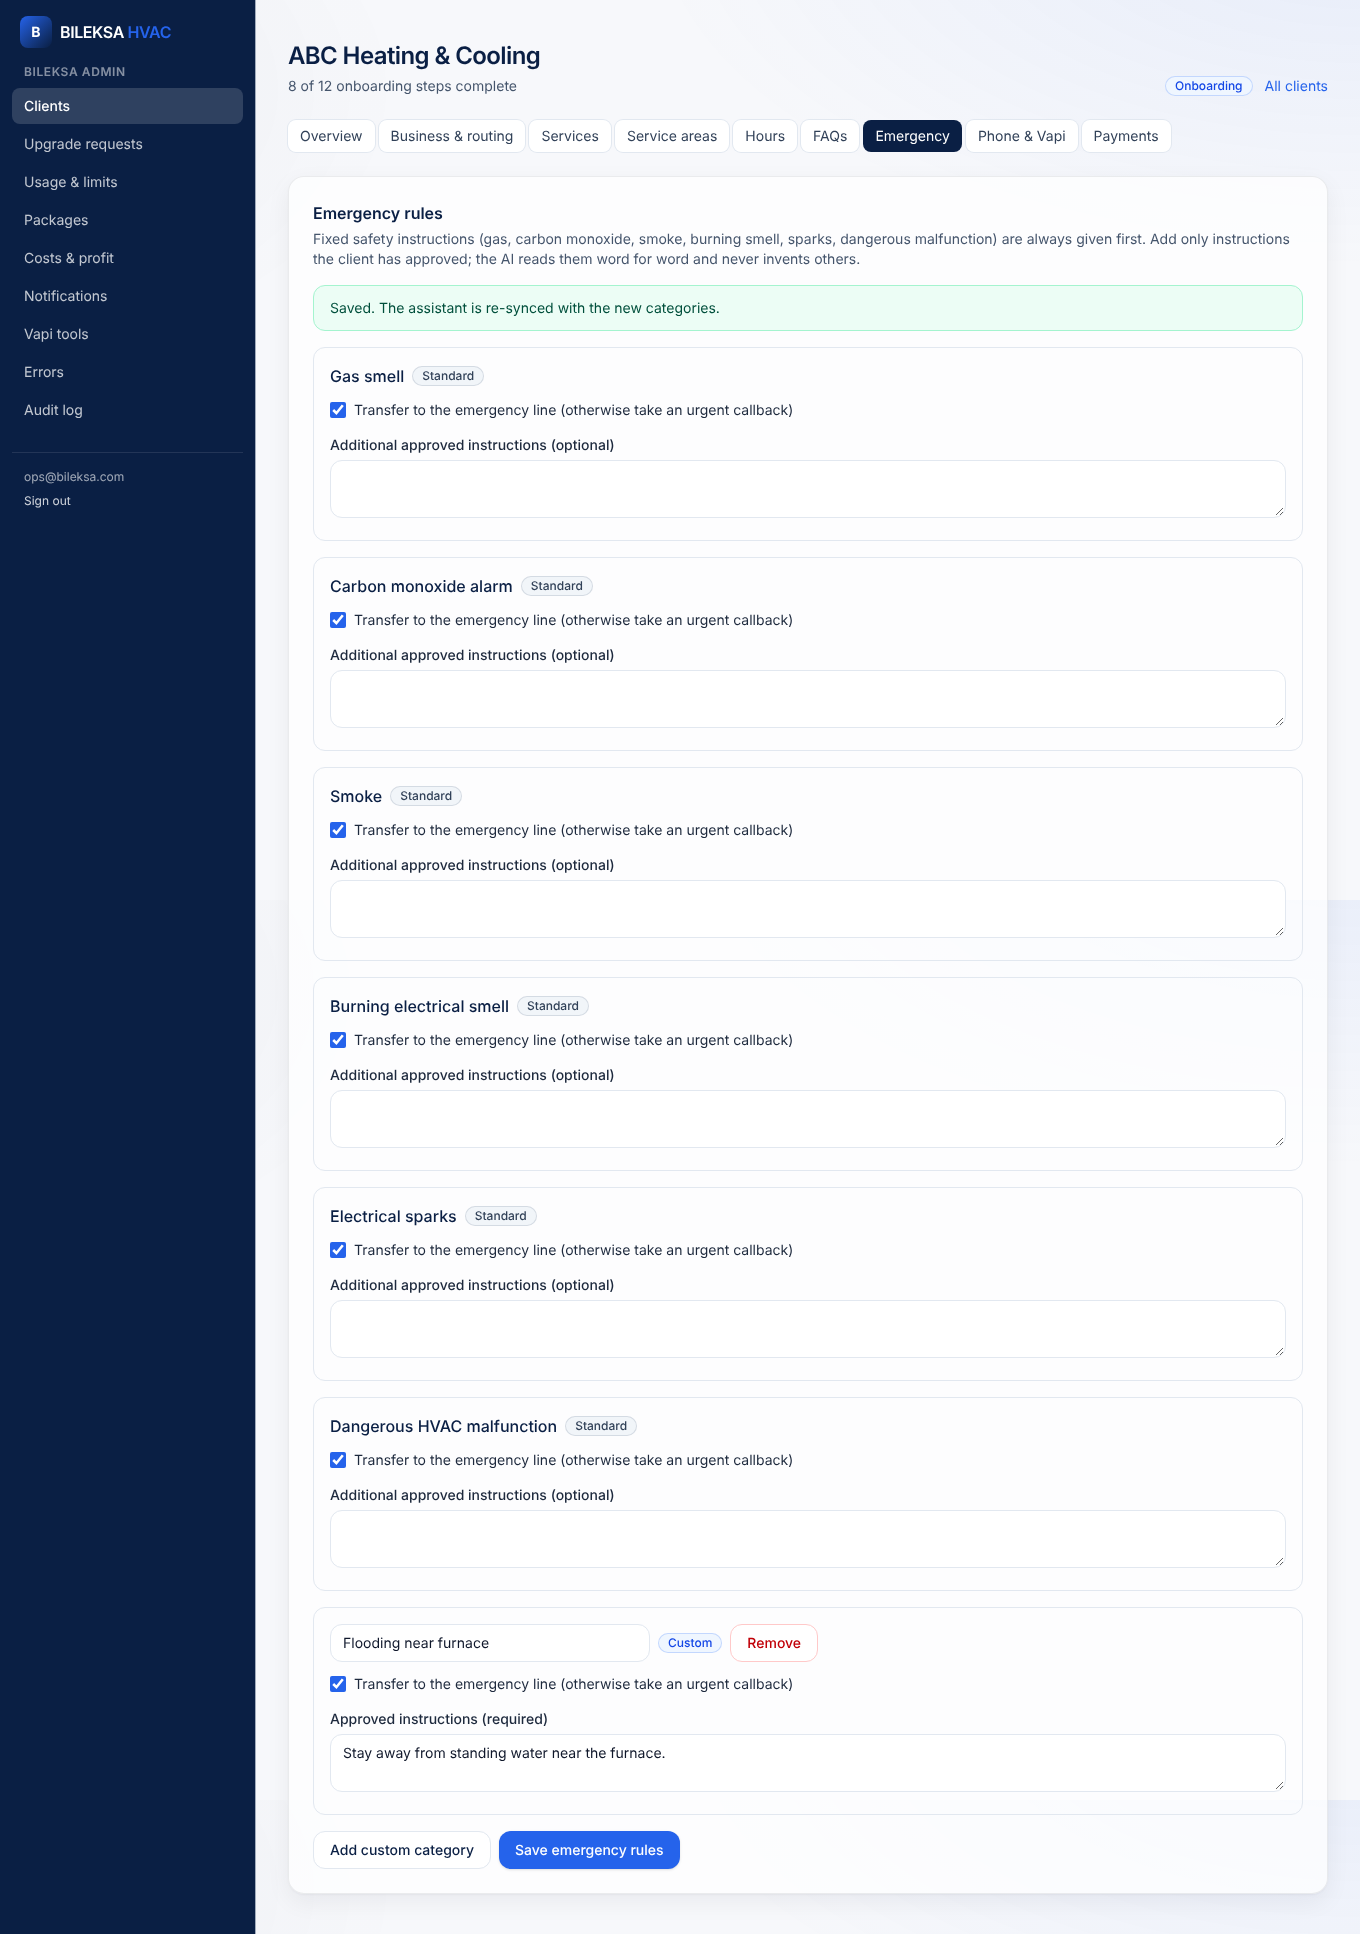 B
BILEKSA HVAC
BILEKSA ADMIN
Clients
Upgrade requests
Usage & limits
Packages
Costs & profit
Notifications
Vapi tools
Errors
Audit log
ops@bileksa.com
Sign out
ABC Heating & Cooling
8 of 12 onboarding steps complete
Onboarding All clients
Overview Business & routing Services Service areas Hours FAQs Emergency Phone & Vapi Payments
Emergency rules
Fixed safety instructions (gas, carbon monoxide, smoke, burning smell, sparks, dangerous malfunction) are always given first. Add only instructions
the client has approved; the AI reads them word for word and never invents others.
Saved. The assistant is re-synced with the new categories.
Gas smell Standard
Transfer to the emergency line (otherwise take an urgent callback)
Additional approved instructions (optional)
Carbon monoxide alarm Standard
Transfer to the emergency line (otherwise take an urgent callback)
Additional approved instructions (optional)
Smoke Standard
Transfer to the emergency line (otherwise take an urgent callback)
Additional approved instructions (optional)
Burning electrical smell Standard
Transfer to the emergency line (otherwise take an urgent callback)
Additional approved instructions (optional)
Electrical sparks Standard
Transfer to the emergency line (otherwise take an urgent callback)
Additional approved instructions (optional)
Dangerous HVAC malfunction Standard
Transfer to the emergency line (otherwise take an urgent callback)
Additional approved instructions (optional)
Flooding near furnace Custom Remove
Transfer to the emergency line (otherwise take an urgent callback)
Approved instructions (required)
Stay away from standing water near the furnace.
Add custom category Save emergency rules